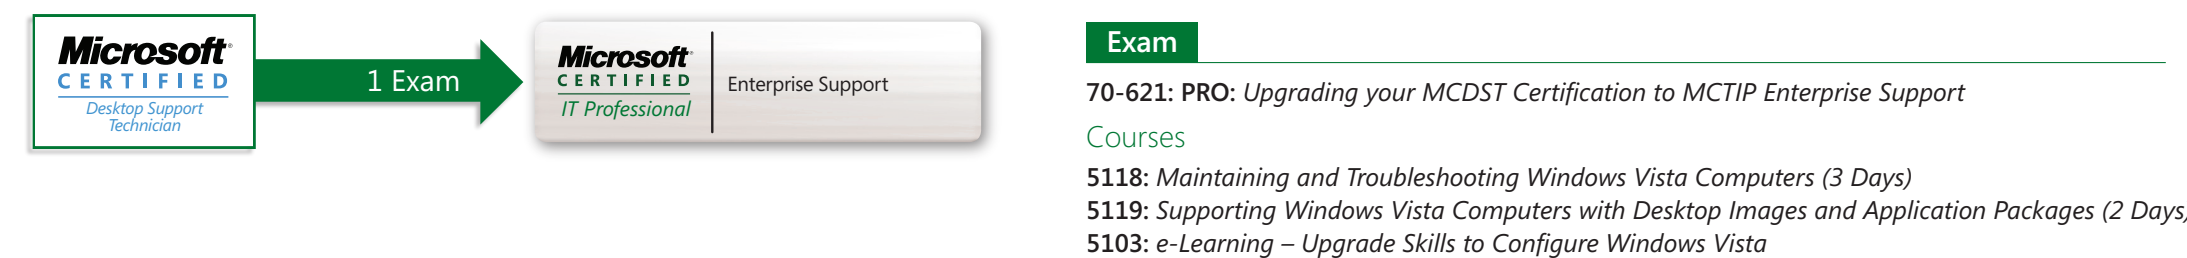 Microsoft®
CERTIFIED
Desktop Support
Technician
1 Exam
Microsoft®
CERTIFIED
IT Professional
Enterprise Support
Exam
70-621: PRO: Upgrading your MCDST Certification to MCTIP Enterprise Support
Courses
5118: Maintaining and Troubleshooting Windows Vista Computers (3 Days)
5119: Supporting Windows Vista Computers with Desktop Images and Application Packages (2 Days)
5103: e-Learning – Upgrade Skills to Configure Windows Vista